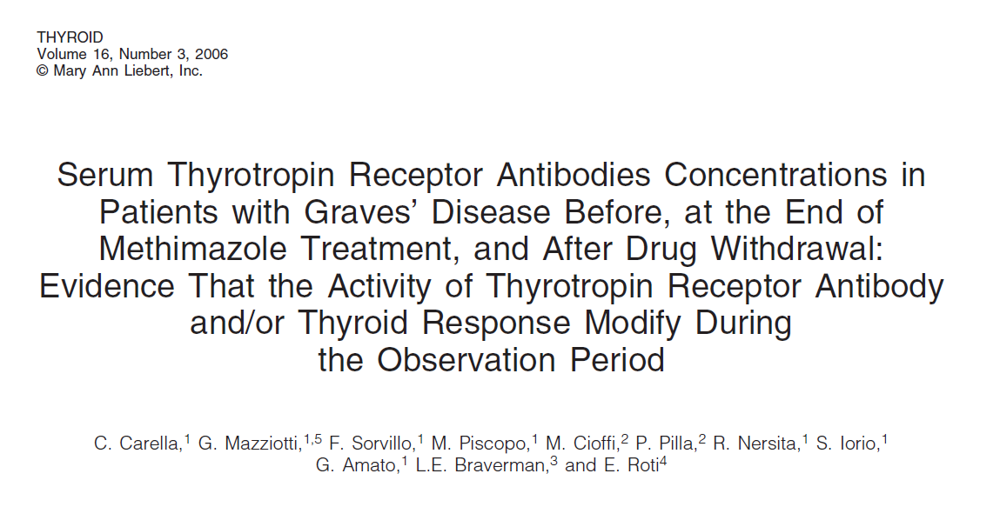 THYROID
Volume 16, Number 3, 2006
© Mary Ann Liebert, Inc.
Serum Thyrotropin Receptor Antibodies Concentrations in
Patients with Graves’ Disease Before, at the End of
Methimazole Treatment, and After Drug Withdrawal:
Evidence That the Activity of Thyrotropin Receptor Antibody
and/or Thyroid Response Modify During
the Observation Period
C. Carella,¹ G. Mazziotti,¹,⁵ F. Sorvillo,¹ M. Piscopo,¹ M. Cioffi,² P. Pilla,² R. Nersita,¹ S. Iorio,¹
G. Amato,¹ L.E. Braverman,³ and E. Roti⁴